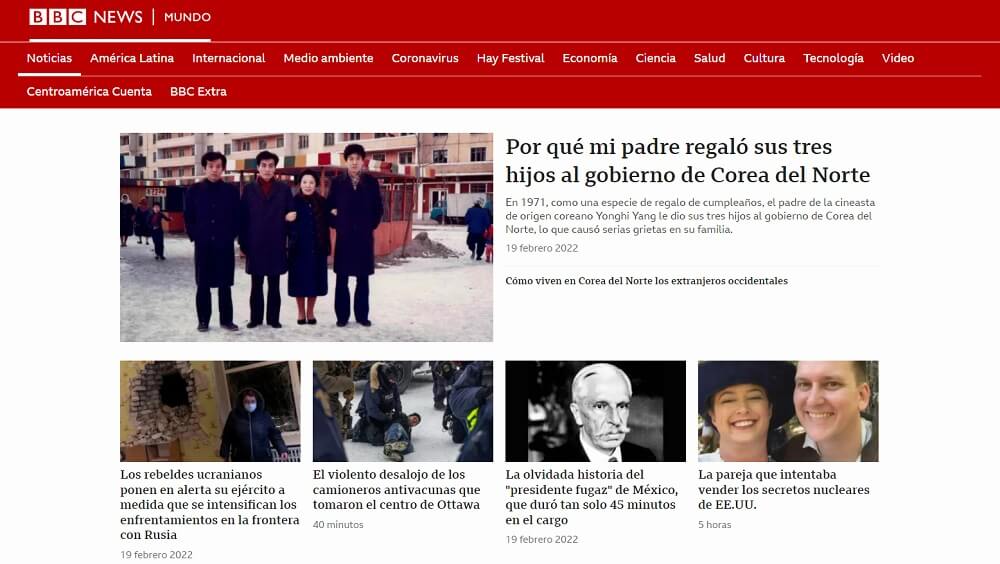 BBC NEWS MUNDO
Noticias América Latina Internacional Medio ambiente Coronavirus Hay Festival Economía Ciencia Salud Cultura Tecnología Video
Centroamérica Cuenta BBC Extra
Por qué mi padre regaló sus tres
hijos al gobierno de Corea del Norte
En 1971, como una especie de regalo de cumpleaños, el padre de la cineasta
de origen coreano Yonghi Yang le dio sus tres hijos al gobierno de Corea del
Norte, lo que causó serias grietas en su familia.
19 febrero 2022
Cómo viven en Corea del Norte los extranjeros occidentales
Los rebeldes ucranianos
ponen en alerta su ejército a
medida que se intensifican los
enfrentamientos en la frontera
con Rusia
19 febrero 2022
El violento desalojo de los
camioneros antivacunas que
tomaron el centro de Ottawa
40 minutos
La olvidada historia del
"presidente fugaz" de México,
que duró tan solo 45 minutos
en el cargo
19 febrero 2022
La pareja que intentaba
vender los secretos nucleares
de EE.UU.
5 horas